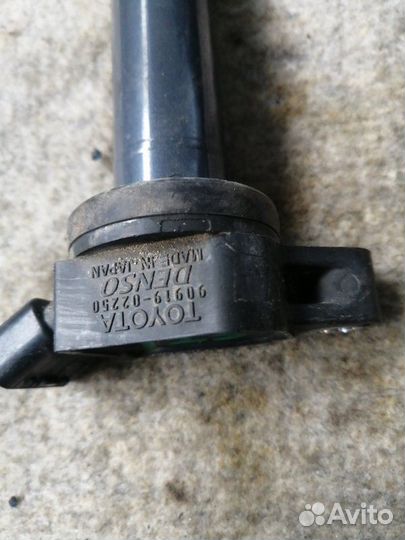 TOYOTA
90919-02250
DENSO
MADE IN JAPAN
Avito